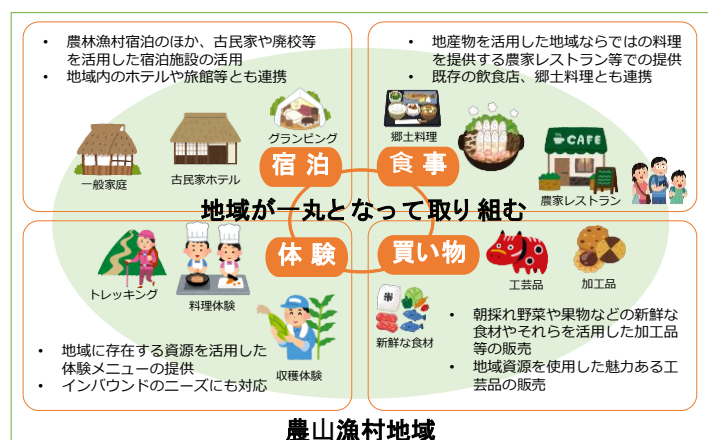 • 農林漁村宿泊のほか、古民家や廃校等
を活用した宿泊施設の活用
• 地域内のホテルや旅館等とも連携
グランピング
一般家庭
古民家ホテル
宿泊
• 地産物を活用した地域ならではの料理
を提供する農家レストラン等での提供
• 既存の飲食店、郷土料理とも連携
郷土料理
CAFE
農家レストラン
食事
地域が一丸となって取り組む
体験
トレッキング
料理体験
収穫体験
• 地域に存在する資源を活用した
体験メニューの提供
• インバウンドのニーズにも対応
買い物
工芸品
加工品
米
新鮮な食材
• 朝採れ野菜や果物などの新鮮な
食材やそれらを活用した加工品
等の販売
• 地域資源を使用した魅力ある工
芸品の販売
農山漁村地域